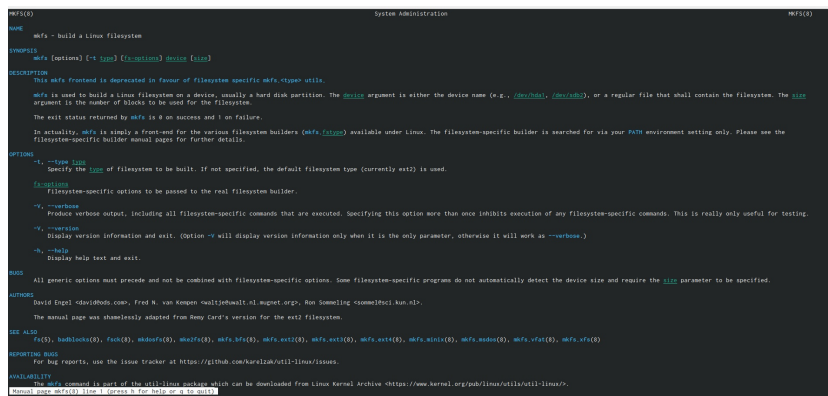 MKFS(8) System Administration MKFS(8)
NAME
mkfs - build a Linux filesystem
SYNOPSIS
mkfs [options] [-t type] [fs-options] device [size]
DESCRIPTION
This mkfs frontend is deprecated in favour of filesystem specific mkfs.<type> utils.
mkfs is used to build a Linux filesystem on a device, usually a hard disk partition. The device argument is either the device name (e.g., /dev/hda1, /dev/sdb2), or a regular file that shall contain the filesystem. The size
argument is the number of blocks to be used for the filesystem.
The exit status returned by mkfs is 0 on success and 1 on failure.
In actuality, mkfs is simply a front-end for the various filesystem builders (mkfs.fstype) available under Linux. The filesystem-specific builder is searched for via your PATH environment setting only. Please see the
filesystem-specific builder manual pages for further details.
OPTIONS
-t, --type type
Specify the type of filesystem to be built. If not specified, the default filesystem type (currently ext2) is used.
fs-options
Filesystem-specific options to be passed to the real filesystem builder.
-V, --verbose
Produce verbose output, including all filesystem-specific commands that are executed. Specifying this option more than once inhibits execution of any filesystem-specific commands. This is really only useful for testing.
-V, --version
Display version information and exit. (Option -V will display version information only when it is the only parameter, otherwise it will work as --verbose.)
-h, --help
Display help text and exit.
BUGS
All generic options must precede and not be combined with filesystem-specific options. Some filesystem-specific programs do not automatically detect the device size and require the size parameter to be specified.
AUTHORS
David Engel <david@ods.com>, Fred N. van Kempen <waltje@uwalt.nl.mugnet.org>, Ron Sommeling <sommel@sci.kun.nl>.
The manual page was shamelessly adapted from Remy Card's version for the ext2 filesystem.
SEE ALSO
fs(5), badblocks(8), fsck(8), mkdosfs(8), mke2fs(8), mkfs.bfs(8), mkfs.ext2(8), mkfs.ext3(8), mkfs.ext4(8), mkfs.minix(8), mkfs.msdos(8), mkfs.vfat(8), mkfs.xfs(8)
REPORTING BUGS
For bug reports, use the issue tracker at https://github.com/karelzak/util-linux/issues.
AVAILABILITY
The mkfs command is part of the util-linux package which can be downloaded from Linux Kernel Archive <https://www.kernel.org/pub/linux/utils/util-linux/>.
Manual page mkfs(8) line 1 (press h for help or q to quit)